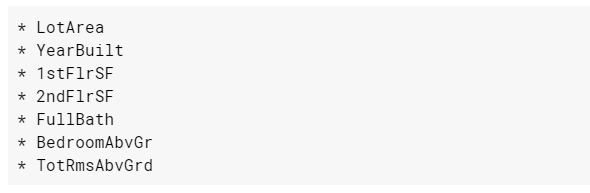 * LotArea
* YearBuilt
* 1stFlrSF
* 2ndFlrSF
* FullBath
* BedroomAbvGr
* TotRmsAbvGrd